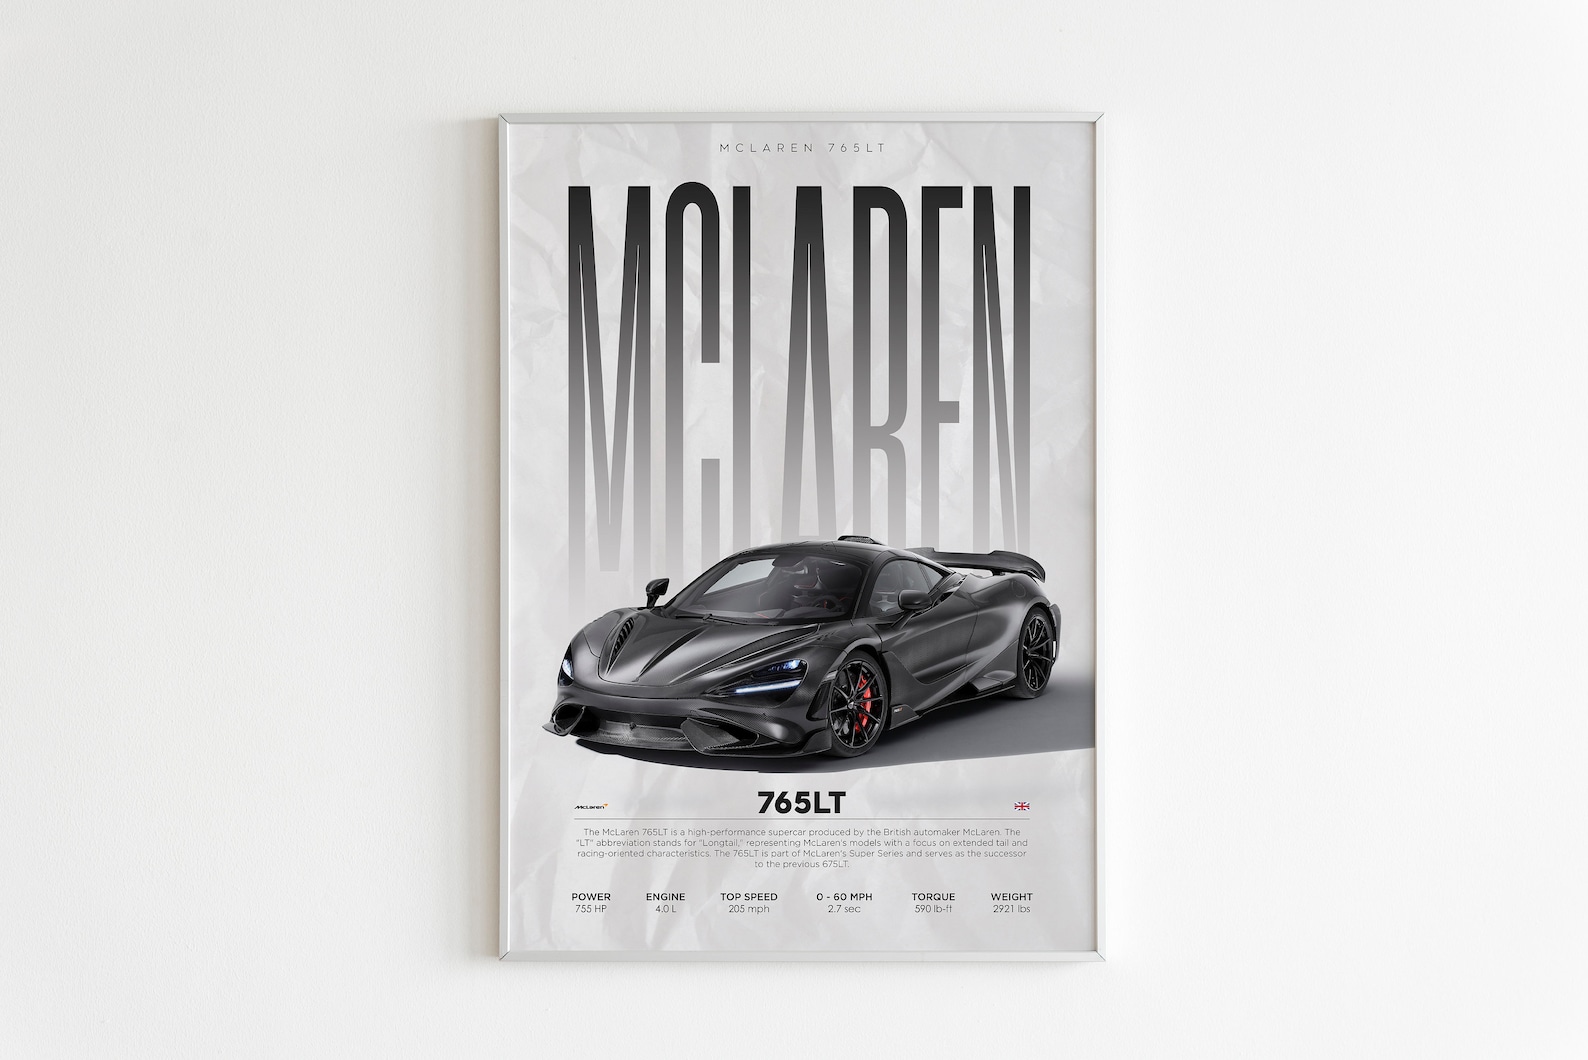 MCLAREN 765LT
MCLAREN
765LT
McLaren
The McLaren 765LT is a high-performance supercar produced by the British automaker McLaren. The
"LT" abbreviation stands for "Longtail," representing McLaren's models with a focus on extended tail and
racing-oriented characteristics. The 765LT is part of McLaren's Super Series and serves as the successor
to the previous 675LT.
POWER ENGINE TOP SPEED 0 - 60 MPH TORQUE WEIGHT
755 HP 4.0 L 205 mph 2.7 sec 590 lb-ft 2921 lbs